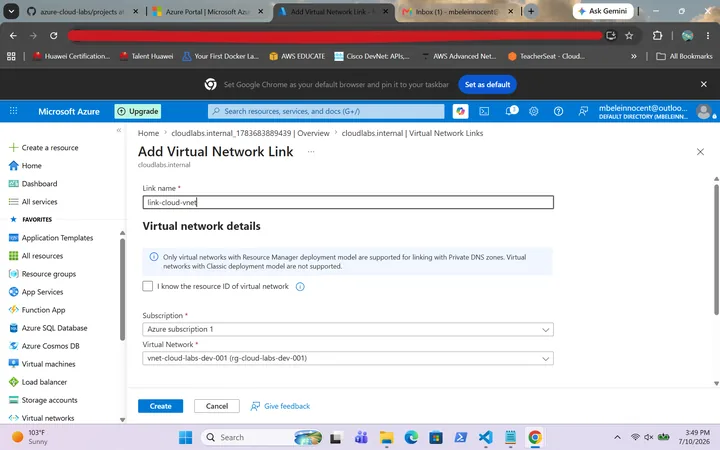 azure-cloud-labs/projects at
Azure Portal | Microsoft Azure
Add Virtual Network Link -
Inbox (1) - mbeleinnocent@
Ask Gemini
Huawei Certification...
Talent Huawei
Your First Docker La...
AWS EDUCATE
Cisco DevNet: APIs,...
AWS Advanced Net...
TeacherSeat - Cloud...
»
All Bookmarks
Set Google Chrome as your default browser and pin it to your taskbar
Set as default
Microsoft Azure
Upgrade
Search resources, services, and docs (G+/)
1
mbeleinnocent@outloo...
DEFAULT DIRECTORY (MBELEINN...
Create a resource
Home
Dashboard
All services
FAVORITES
Application Templates
All resources
Resource groups
App Services
Function App
Azure SQL Database
Azure Cosmos DB
Virtual machines
Load balancer
Storage accounts
Virtual networks
Home > cloudlabs.internal_1783683889439 | Overview > cloudlabs.internal | Virtual Network Links
Add Virtual Network Link ...
cloudlabs.internal
Link name *
link-cloud-vnet
Virtual network details
Only virtual networks with Resource Manager deployment model are supported for linking with Private DNS zones. Virtual
networks with Classic deployment model are not supported.
I know the resource ID of virtual network
Subscription *
Azure subscription 1
Virtual Network *
vnet-cloud-labs-dev-001 (rg-cloud-labs-dev-001)
Create
Cancel
Give feedback
103°F
Sunny
Search
3:49 PM
7/10/2026